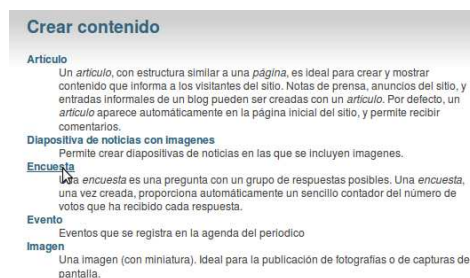 Crear contenido
Artículo
Un artículo, con estructura similar a una página, es ideal para crear y mostrar
contenido que informa a los visitantes del sitio. Notas de prensa, anuncios del sitio, y
entradas informales de un blog pueden ser creadas con un artículo. Por defecto, un
artículo aparece automáticamente en la página inicial del sitio, y permite recibir
comentarios.
Diapositiva de noticias con imagenes
Permite crear diapositivas de noticias en las que se incluyen imagenes.
Encuesta
Una encuesta es una pregunta con un grupo de respuestas posibles. Una encuesta,
una vez creada, proporciona automáticamente un sencillo contador del número de
votos que ha recibido cada respuesta.
Evento
Eventos que se registra en la agenda del periodico
Imagen
Una imagen (con miniatura). Ideal para la publicación de fotografías o de capturas de
pantalla.